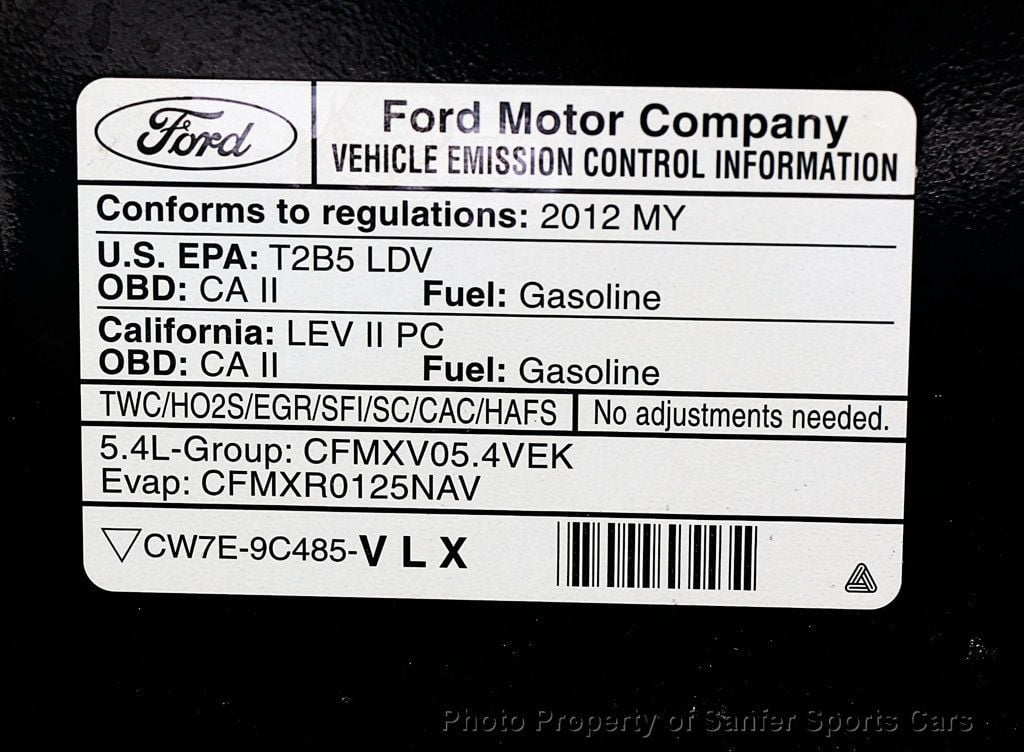 Ford
Ford Motor Company
VEHICLE EMISSION CONTROL INFORMATION
Conforms to regulations: 2012 MY
U.S. EPA: T2B5 LDV
OBD: CA II Fuel: Gasoline
California: LEV II PC
OBD: CA II Fuel: Gasoline
TWC/HO2S/EGR/SFI/SC/CAC/HAFS No adjustments needed.
5.4L-Group: CFMXV05.4VEK
Evap: CFMXR0125NAV
CW7E-9C485-V L X
Photo Property of Sanfer Sports Cars